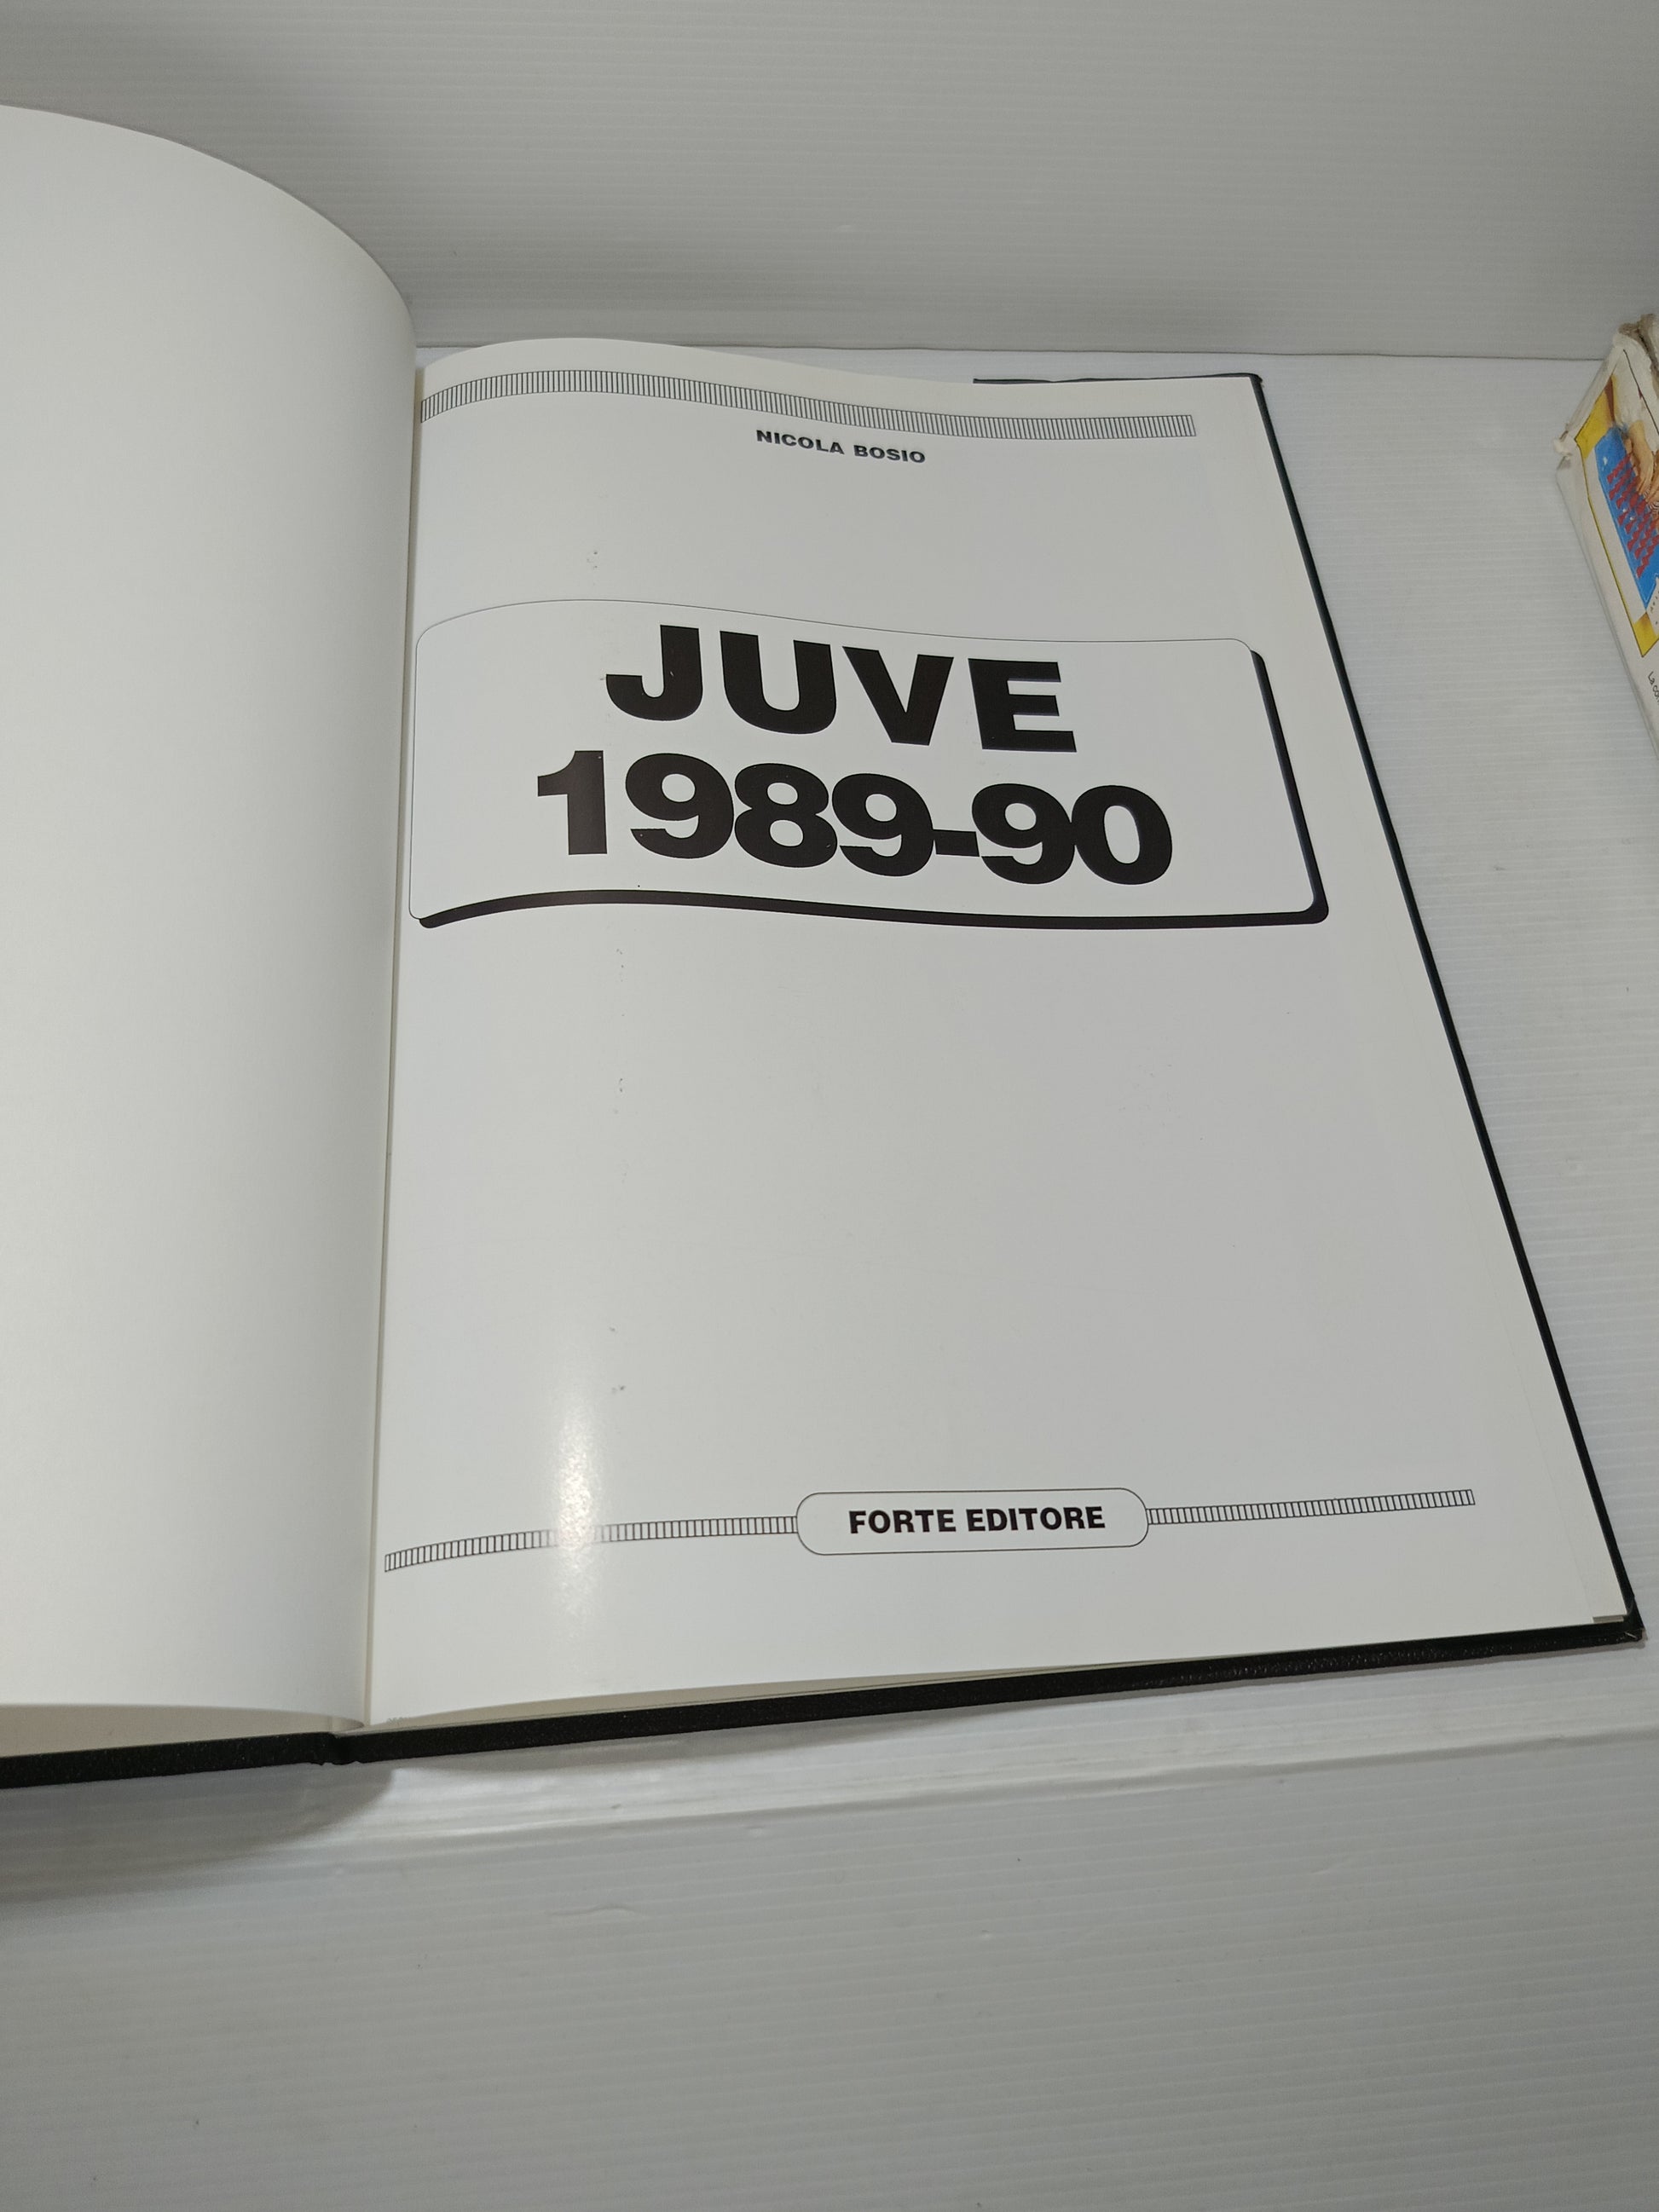 NICOLA BOSIO
JUVE
1989-90
FORTE EDITORE